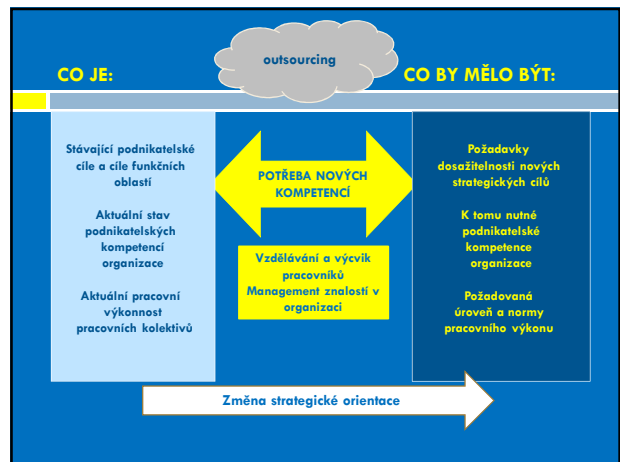 outsourcing
CO JE:
CO BY MĚLO BÝT:
Stávající podnikatelské
cíle a cíle funkčních
oblastí
Aktuální stav
podnikatelských
kompetencí
organizace
Aktuální pracovní
výkonnost
pracovních kolektivů
POTŘEBA NOVÝCH
KOMPETENCÍ
Vzdělávání a výcvik
pracovníků
Management znalostí v
organizaci
Požadavky
dosažitelnosti nových
strategických cílů
K tomu nutné
podnikatelské
kompetence
organizace
Požadovaná
úroveň a normy
pracovního výkonu
Změna strategické orientace